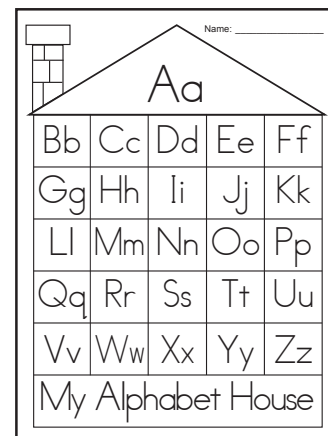 Name: ________________
Aa
Bb Cc Dd Ee Ff
Gg Hh Ii Jj Kk
Ll Mm Nn Oo Pp
Qq Rr Ss Tt Uu
Vv Ww Xx Yy Zz
My Alphabet House